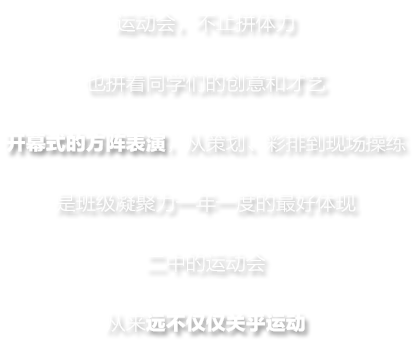 运动会，不止拼体力
也拼着同学们的创意和才艺
开幕式的方阵表演，从策划、彩排到现场操练
是班级凝聚力一年一度的最好体现
二中的运动会
从来远不仅仅关乎运动